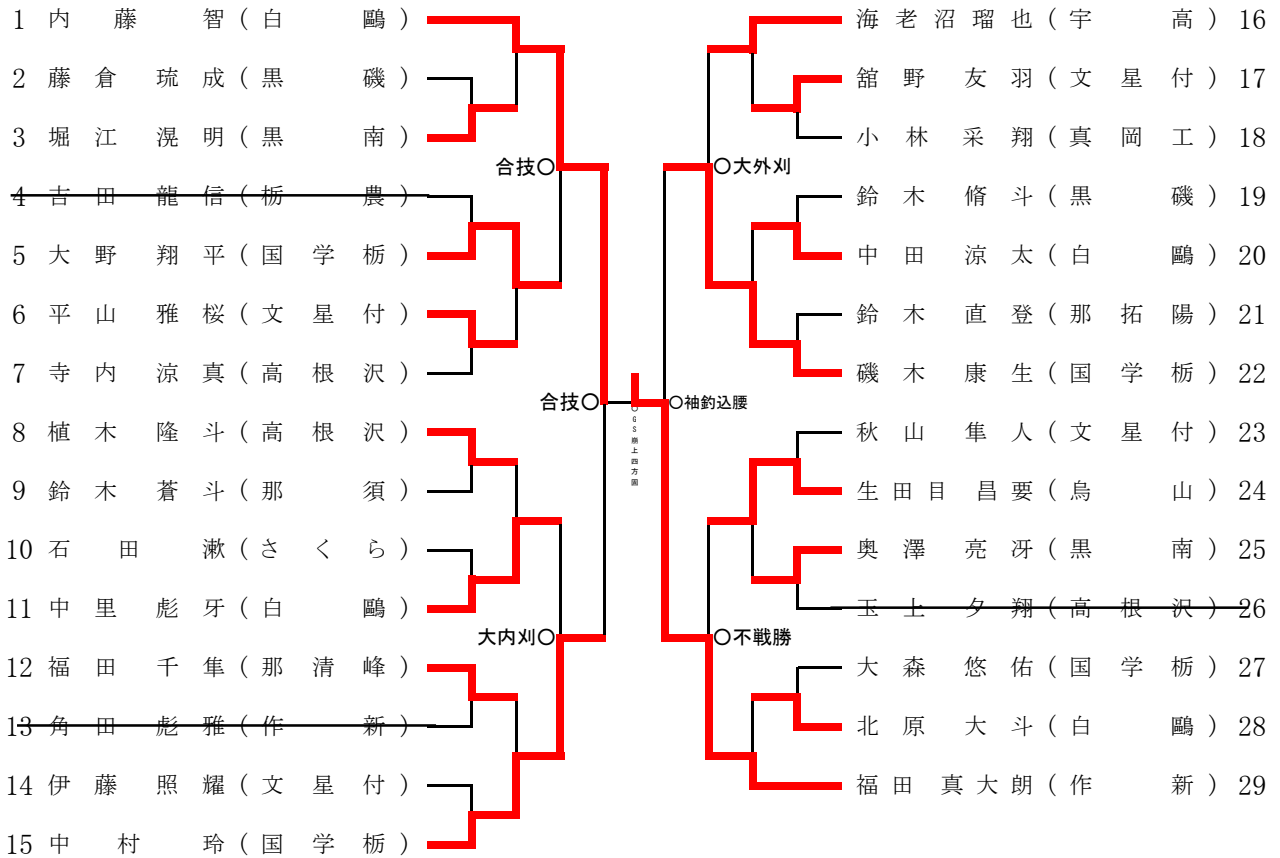 1 内藤 智(白鷗)
2 藤倉琉成(黒磯)
3 堀江滉明(黒南)
4 吉田龍信(栃農)
5 大野翔平(国学栃)
6 平山雅桜(文星付)
7 寺内涼真(高根沢)
8 植木隆斗(高根沢)
9 鈴木蒼斗(那須)
10 石田 漱(さくら)
11 中里彪牙(白鷗)
12 福田千隼(那清峰)
13 角田彪雅(作新)
14 伊藤照耀(文星付)
15 中村 玲(国学栃)
合技○
合技○
大内刈○
○GS崩上四方固
○大外刈
○袖釣込腰
○不戦勝
海老沼瑠也(宇高) 16
舘野友羽(文星付) 17
小林采翔(真岡工) 18
鈴木脩斗(黒磯) 19
中田涼太(白鷗) 20
鈴木直登(那拓陽) 21
磯木康生(国学栃) 22
秋山隼人(文星付) 23
生田目昌要(烏山) 24
奥澤亮冴(黒南) 25
玉上夕翔(高根沢) 26
大森悠佑(国学栃) 27
北原大斗(白鷗) 28
福田真大朗(作新) 29